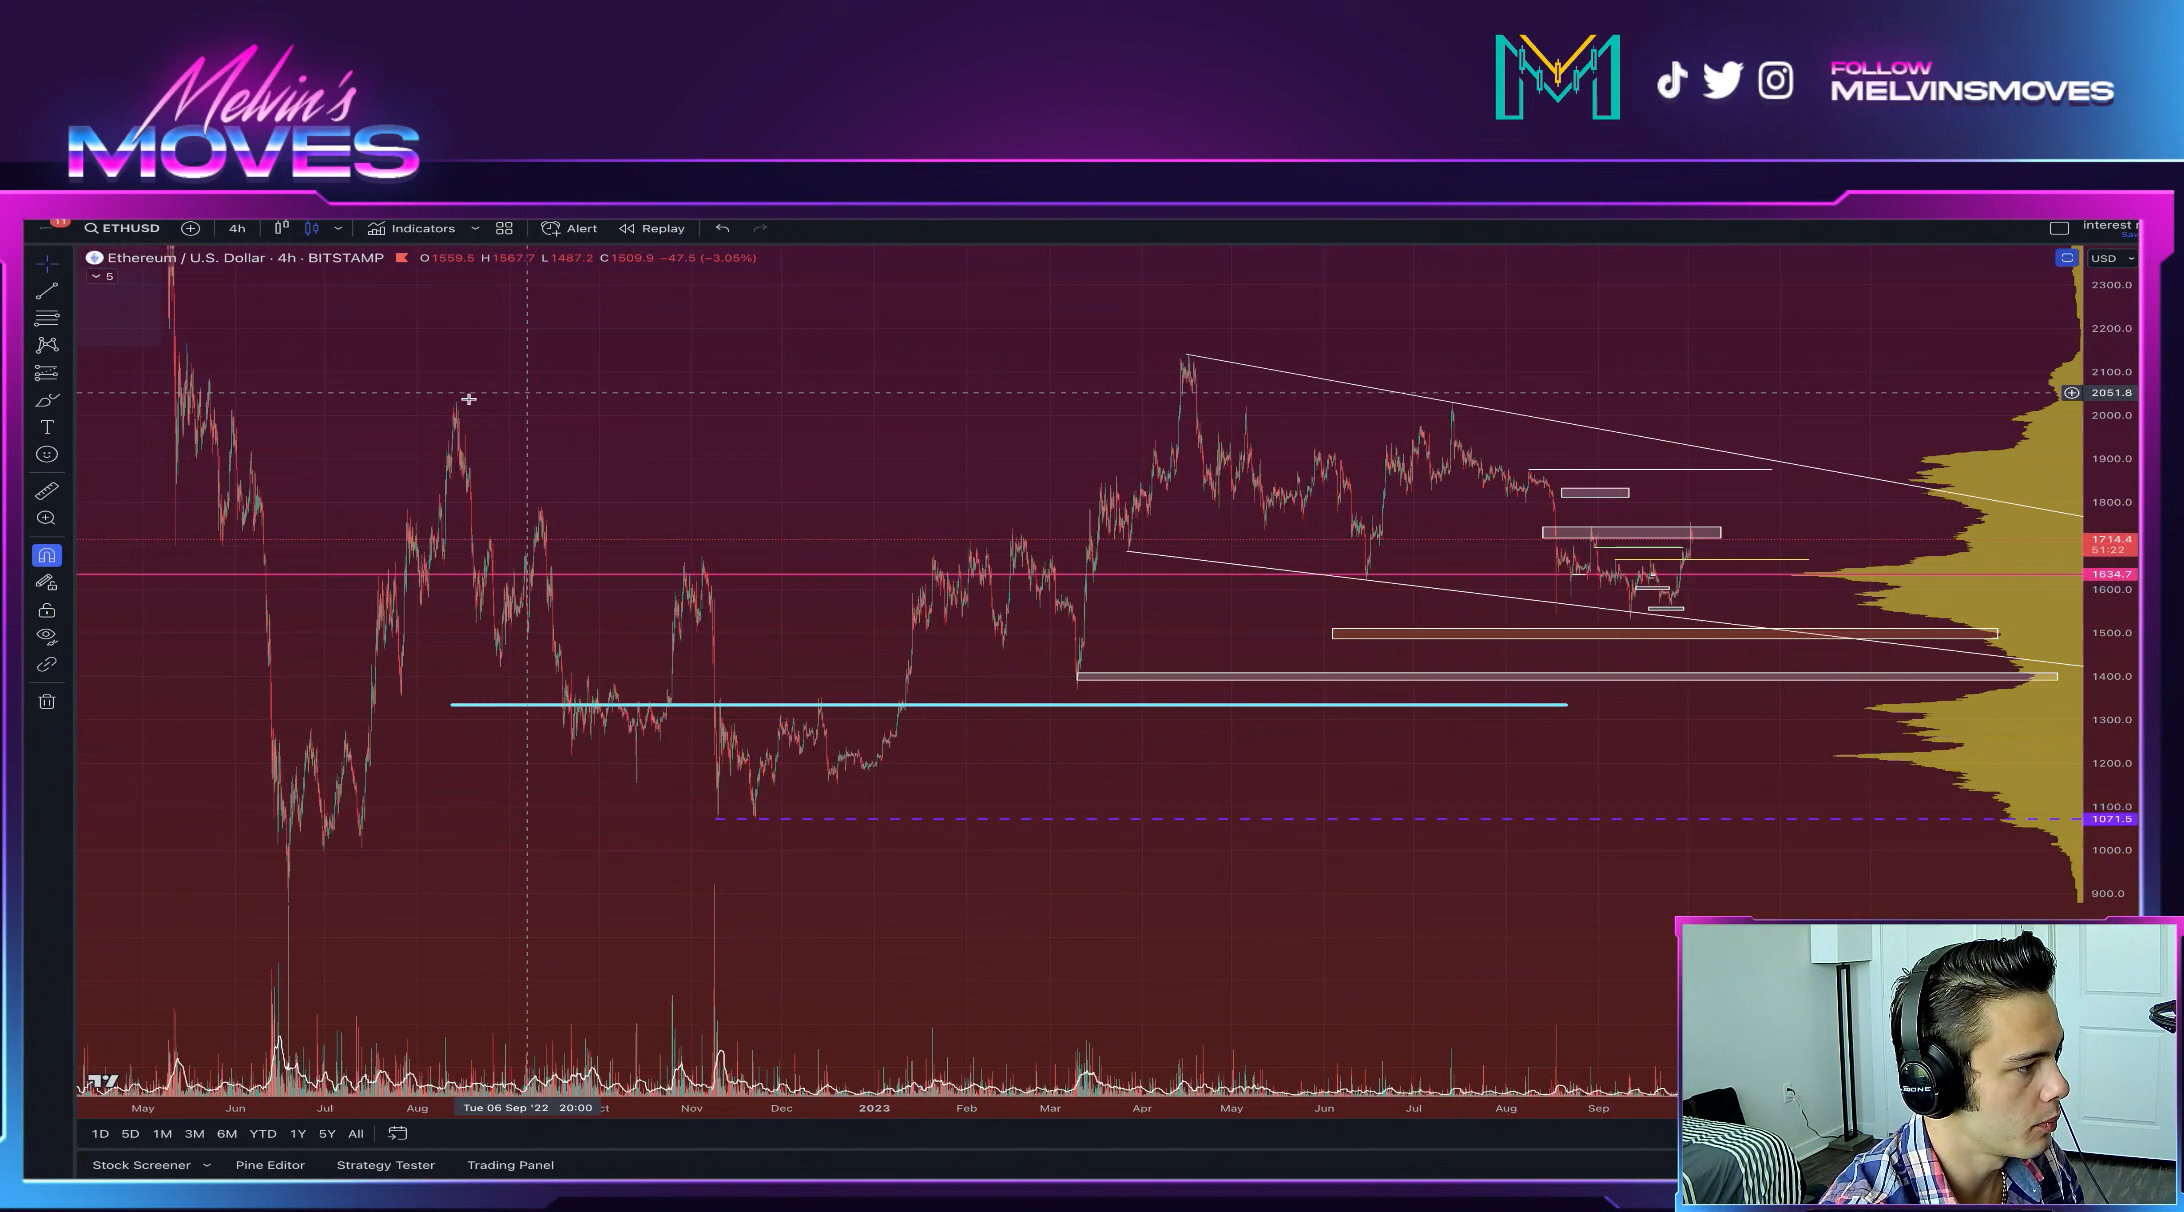 Melvin's
MOVES
FOLLOW
MELVINSMOVES
11
ETHUSD
4h
Indicators
Alert
Replay
interest r
Sav
Ethereum / U.S. Dollar · 4h · BITSTAMP
O1559.5 H1567.7 L1487.2 C1509.9 −47.5 (−3.05%)
USD
5
2300.0
2200.0
2100.0
2051.8
2000.0
1900.0
1800.0
1714.4
51:22
1634.7
1600.0
1500.0
1400.0
1300.0
1200.0
1100.0
1071.5
1000.0
900.0
May
Jun
Jul
Aug
Tue 06 Sep '22 20:00
ct
Nov
Dec
2023
Feb
Mar
Apr
May
Jun
Jul
Aug
Sep
1D 5D 1M 3M 6M YTD 1Y 5Y All
Stock Screener
Pine Editor
Strategy Tester
Trading Panel